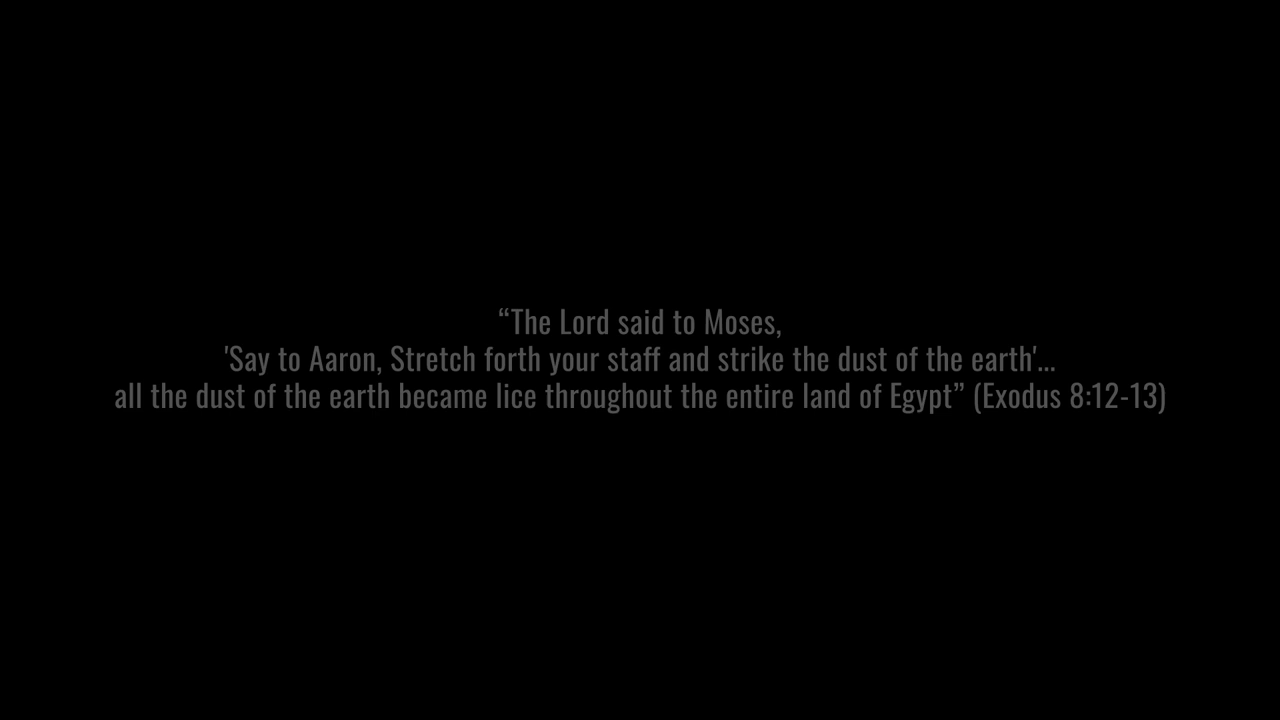 “The Lord said to Moses,
'Say to Aaron, Stretch forth your staff and strike the dust of the earth'...
all the dust of the earth became lice throughout the entire land of Egypt” (Exodus 8:12-13)